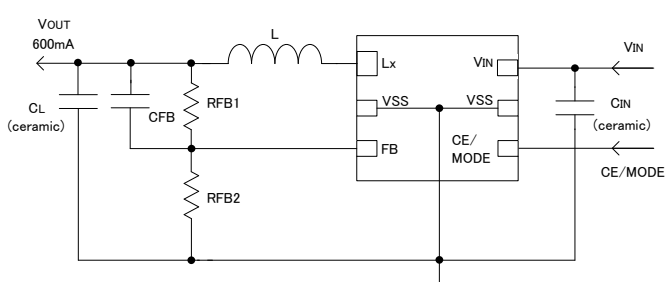 VOUT
600mA
L
Lx
VIN
VIN
CL
(ceramic)
CFB
RFB1
VSS
VSS
CIN
(ceramic)
FB
CE/
MODE
CE/MODE
RFB2